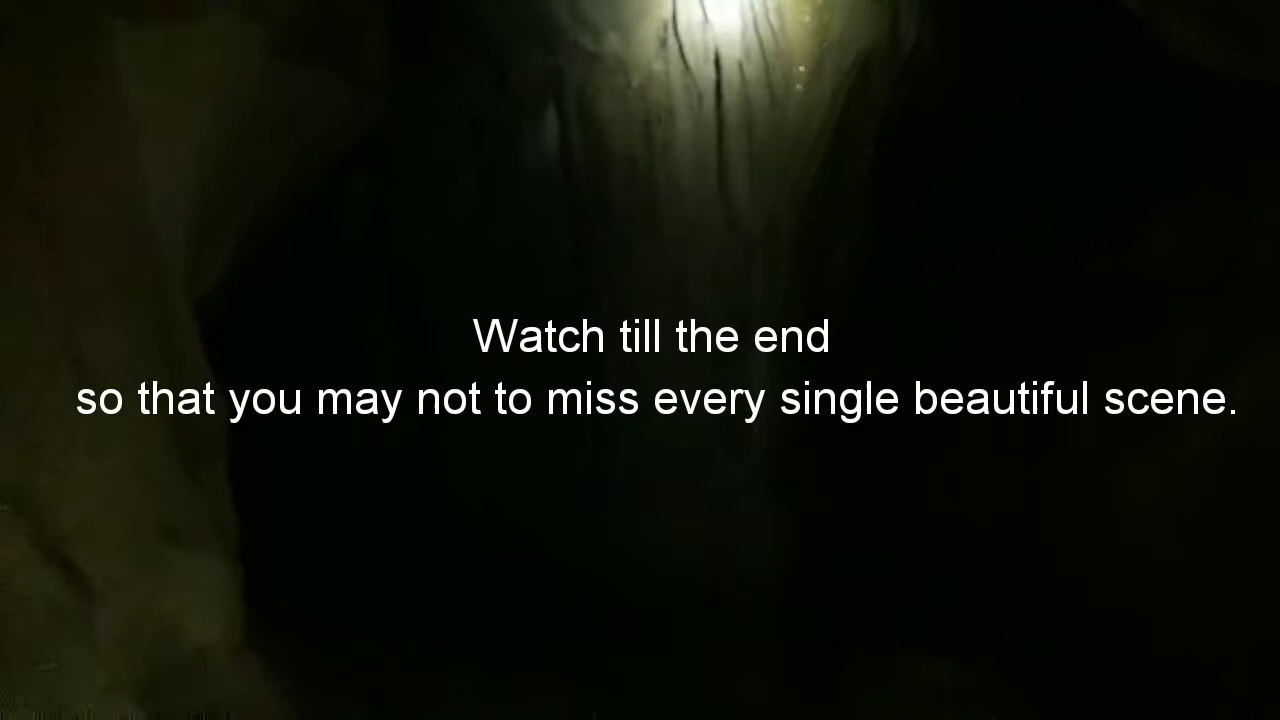 Watch till the end
so that you may not to miss every single beautiful scene.